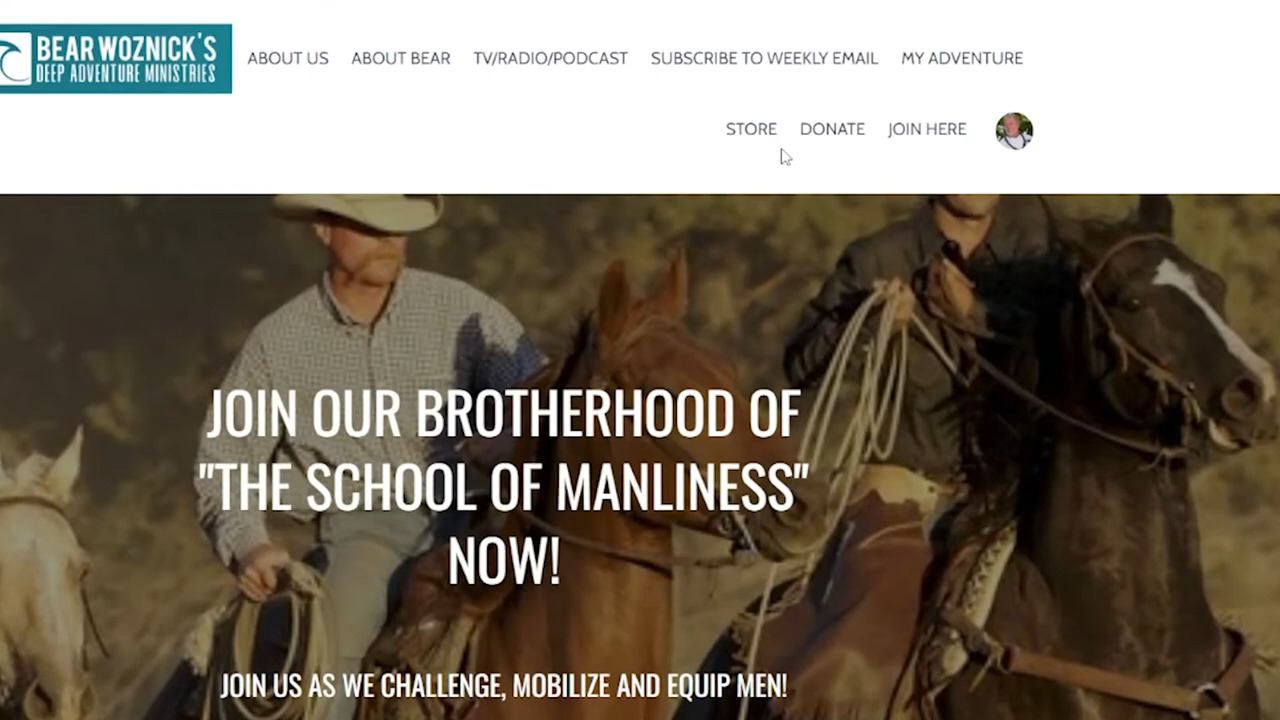 BEAR WOZNICK'S
DEEP ADVENTURE MINISTRIES
ABOUT US ABOUT BEAR TV/RADIO/PODCAST SUBSCRIBE TO WEEKLY EMAIL MY ADVENTURE
STORE DONATE JOIN HERE
JOIN OUR BROTHERHOOD OF
"THE SCHOOL OF MANLINESS"
NOW!
JOIN US AS WE CHALLENGE, MOBILIZE AND EQUIP MEN!